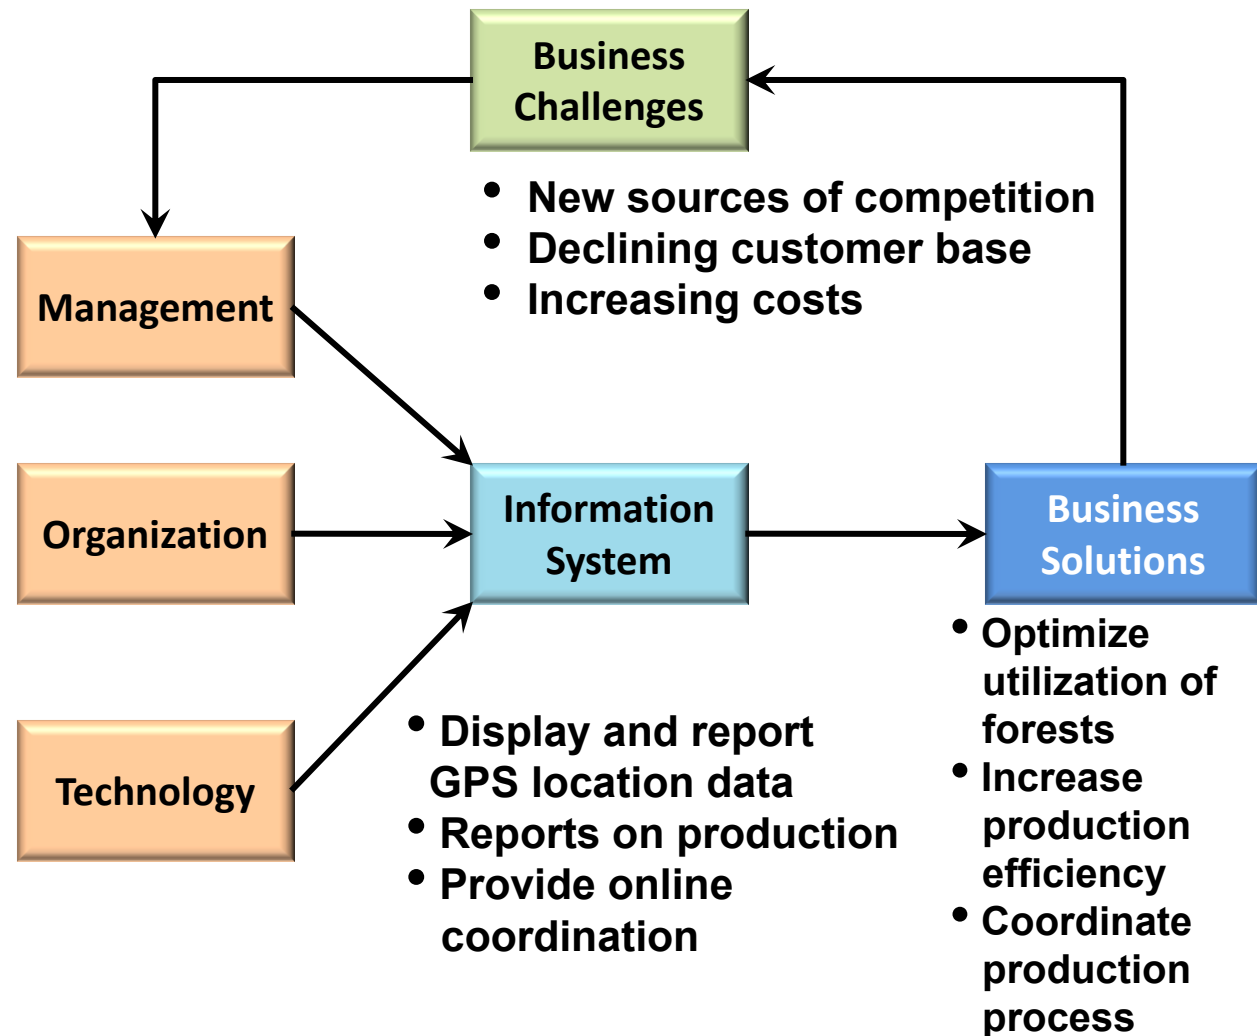 Business
Challenges
• New sources of competition
• Declining customer base
• Increasing costs
Management
Organization
Information
System
Business
Solutions
Technology
• Display and report
GPS location data
• Reports on production
• Provide online
coordination
• Optimize
utilization of
forests
• Increase
production
efficiency
• Coordinate
production
process